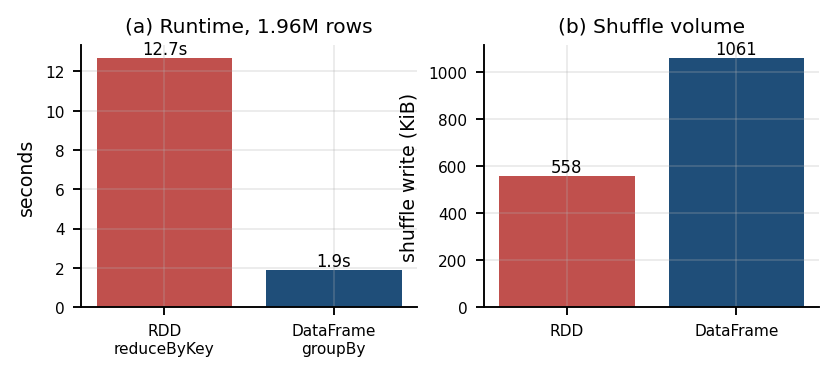 (a) Runtime, 1.96M rows
seconds
12
10
8
6
4
2
0
12.7s
1.9s
RDD
reduceByKey
DataFrame
groupBy
(b) Shuffle volume
shuffle write (KiB)
1000
800
600
400
200
0
558
1061
RDD
DataFrame